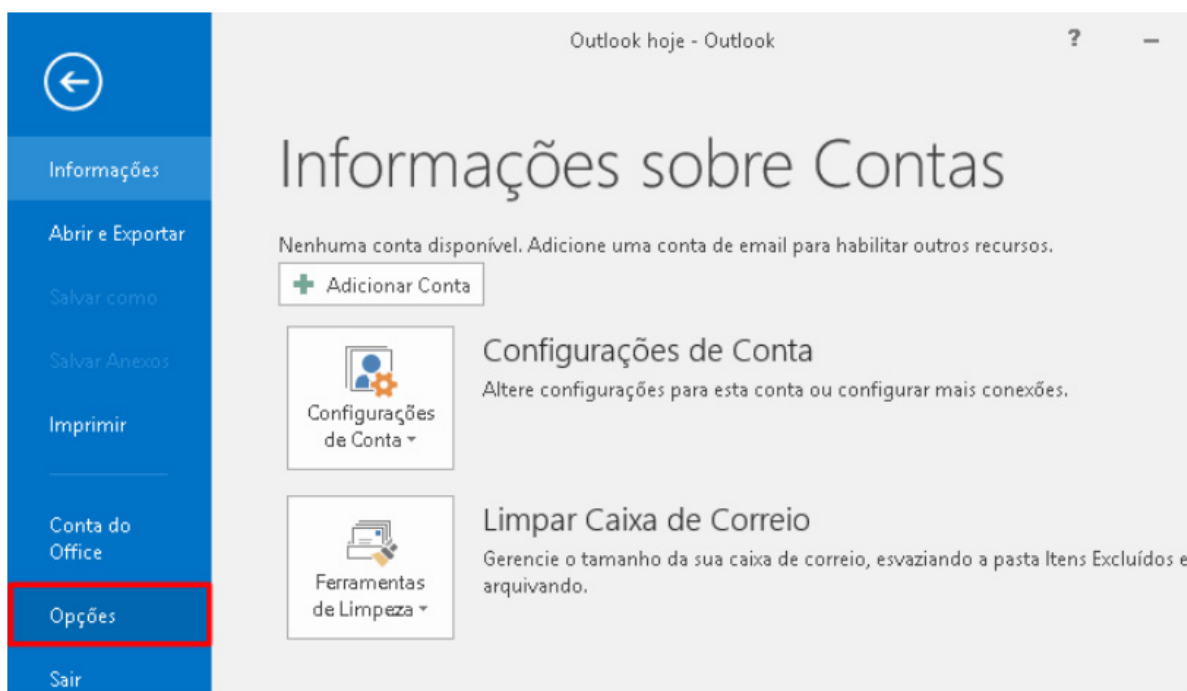 Outlook hoje - Outlook
?
Informações
Abrir e Exportar
Salvar como
Salvar Anexos
Imprimir
Conta do
Office
Opções
Sair
Informações sobre Contas
Nenhuma conta disponível. Adicione uma conta de email para habilitar outros recursos.
Adicionar Conta
Configurações
de Conta
Configurações de Conta
Altere configurações para esta conta ou configurar mais conexões.
Ferramentas
de Limpeza
Limpar Caixa de Correio
Gerencie o tamanho da sua caixa de correio, esvaziando a pasta Itens Excluídos e
arquivando.